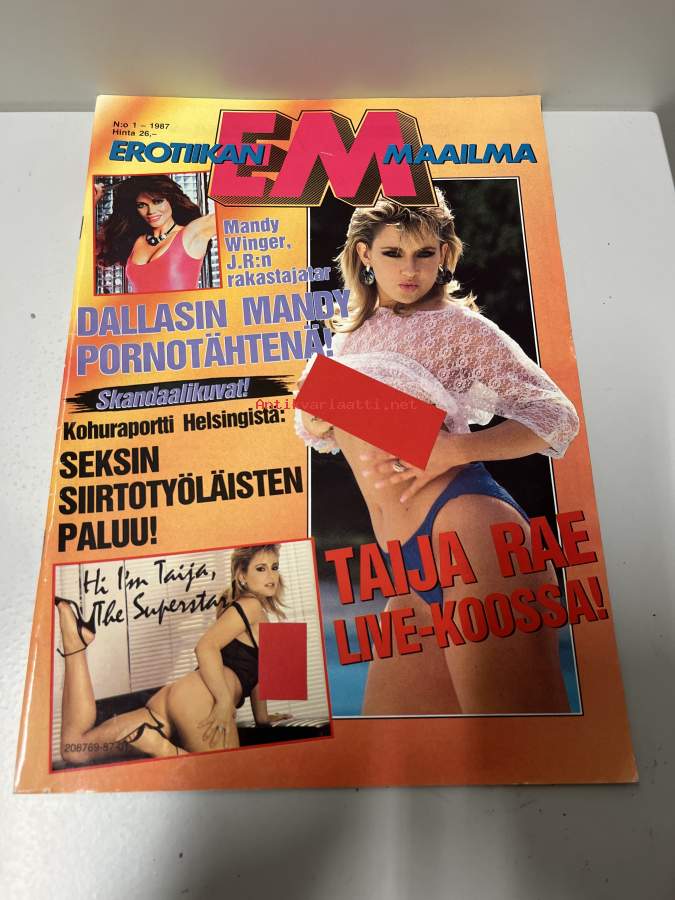 N:o 1 – 1987
Hinta 26,–
EROTIIKAN EM MAAILMA
Mandy
Winger,
J.R:n
rakastajatar
DALLASIN MANDY
PORNOTÄHTENÄ!
Skandaalikuvat!
Antikvariaatti.net
Kohuraportti Helsingistä:
SEKSIN
SIIRTOTYÖLÄISTEN
PALUU!
TAIJA RAE
LIVE-KOOSSA!
Hi I'm Taija,
The Superstar